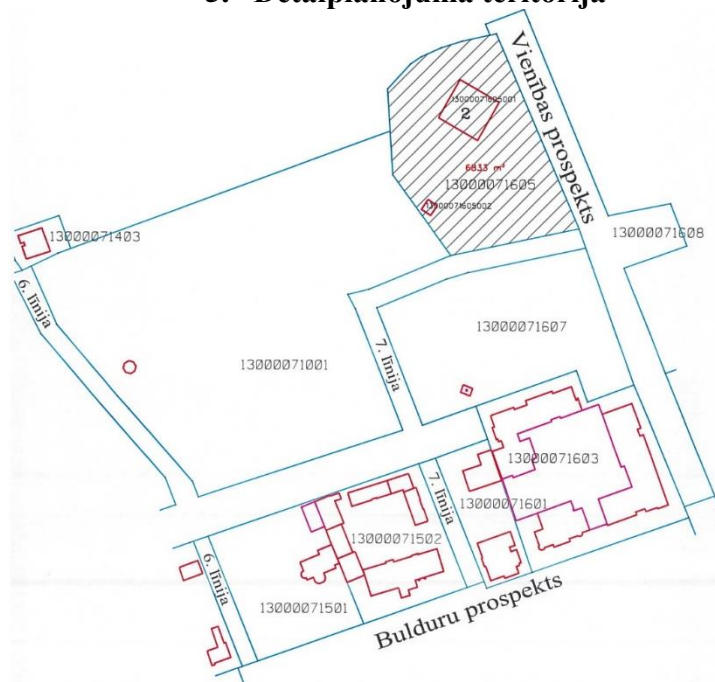 3. Detālplānojuma teritorija
Vienības prospekts
13000071605001
2
6833 m²
13000071605
13000071605002
13000071403
13000071608
6. līnija
7. līnija
13000071607
13000071001
13000071603
7. līnija
13000071601
13000071502
6. līnija
13000071501
Bulduru prospekts